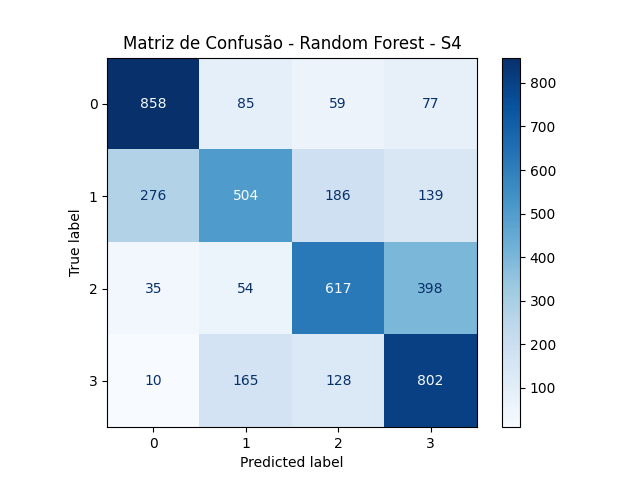 Matriz de Confusão - Random Forest - S4
0 858 85 59 77
1 276 504 186 139
2 35 54 617 398
3 10 165 128 802
0 1 2 3
Predicted label
True label
800
700
600
500
400
300
200
100